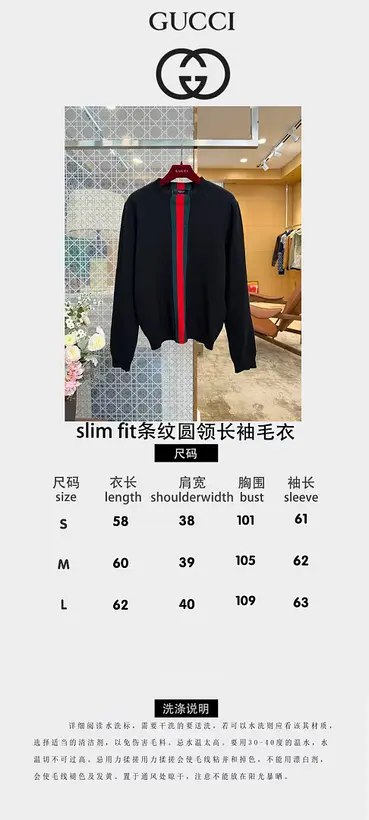 GUCCI
GUCCI
slim fit条纹圆领长袖毛衣
尺码
尺码 衣长 肩宽 胸围 袖长
size length shoulderwidth bust sleeve
S 58 38 101 61
M 60 39 105 62
L 62 40 109 63
洗涤说明
详细阅读水洗标，需要干洗的要送洗，若可以水洗则应看该其材质，
选择适当的清洁剂，以免伤害毛料。忌水温太高。要用30-40度的温水，水
温切不可过高。忌用力揉搓用力揉搓会使毛线粘并和掉色，不能用漂白剂，
会使毛线褪色及发黄。置于通风处晾干，注意不能放在阳光暴晒。